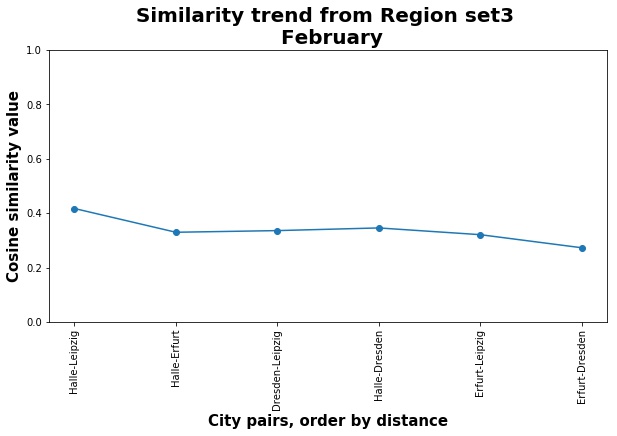 Similarity trend from Region set3
February
1.0
0.8
0.6
0.4
0.2
0.0
Cosine similarity value
Halle-Leipzig
Halle-Erfurt
Dresden-Leipzig
Halle-Dresden
Erfurt-Leipzig
Erfurt-Dresden
City pairs, order by distance